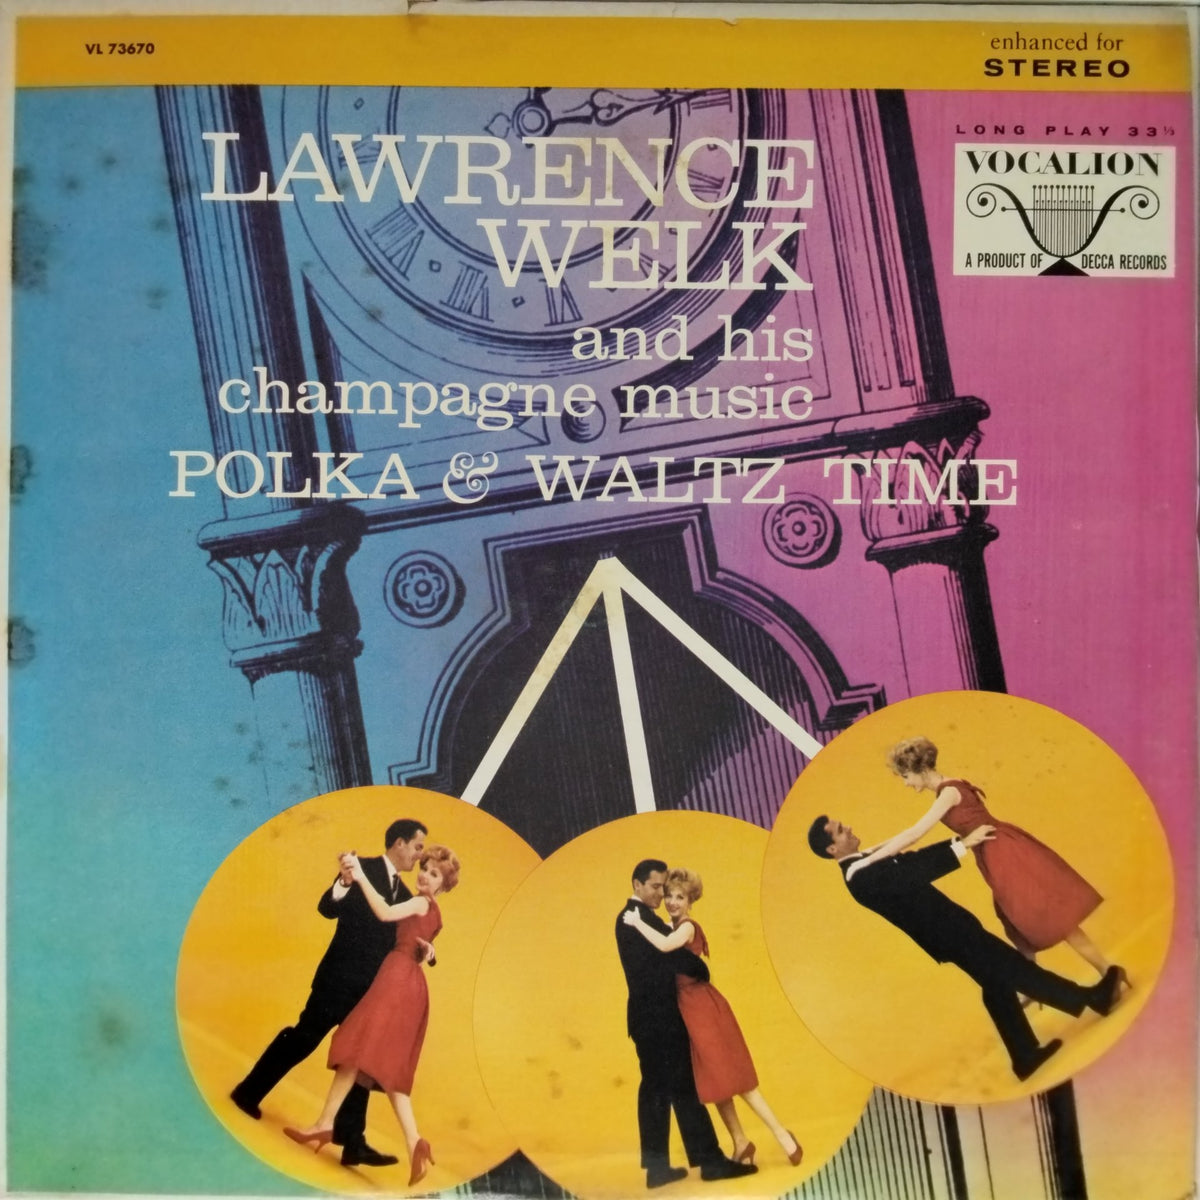 VL 73670
enhanced for
STEREO
LONG PLAY 33⅓
VOCALION
A PRODUCT OF DECCA RECORDS
LAWRENCE
WELK
and his
champagne music
POLKA & WALTZ TIME